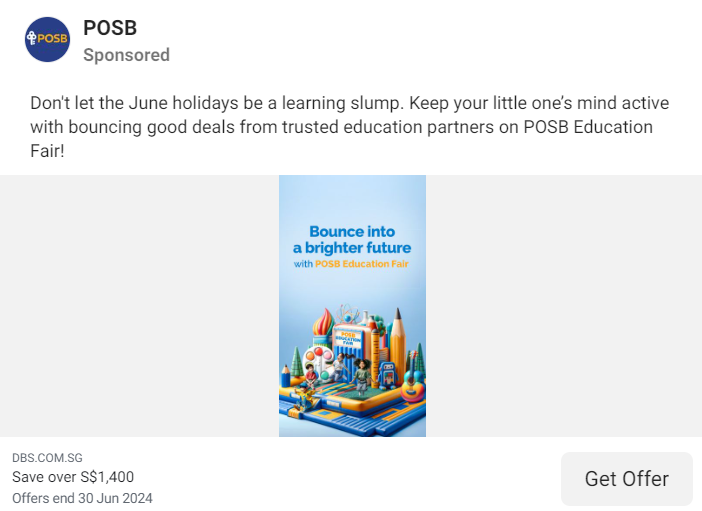 POSB
POSB
Sponsored
Don't let the June holidays be a learning slump. Keep your little one’s mind active
with bouncing good deals from trusted education partners on POSB Education
Fair!
Bounce into
a brighter future
with POSB Education Fair
POSB
EDUCATION
FAIR
DBS.COM.SG
Save over S$1,400
Offers end 30 Jun 2024
Get Offer